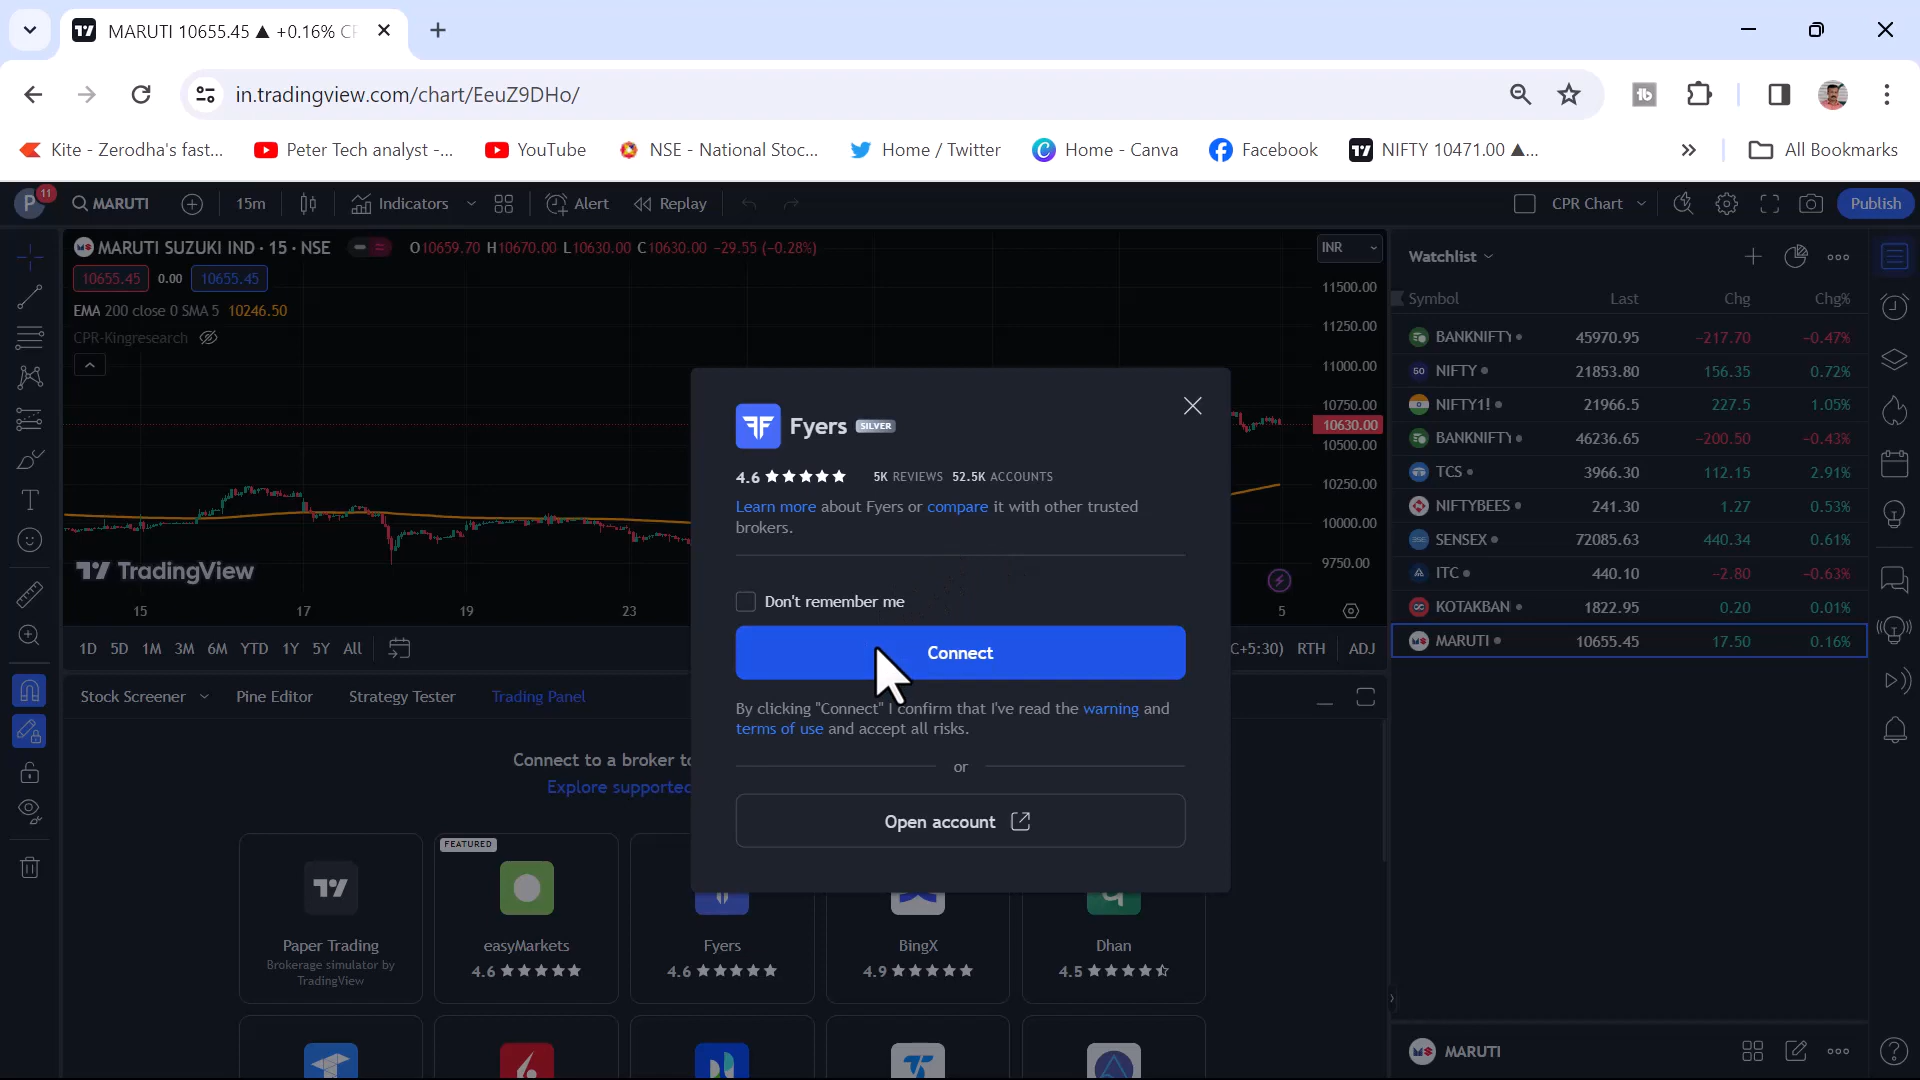 MARUTI 10655.45 ▲ +0.16% CP
in.tradingview.com/chart/EeuZ9DHo/
Kite - Zerodha's fast...
Peter Tech analyst -...
YouTube
NSE - National Stoc...
Home / Twitter
Home - Canva
Facebook
NIFTY 10471.00 ▲...
All Bookmarks
P 11
MARUTI
15m
Indicators
Alert
Replay
CPR Chart
Publish
MARUTI SUZUKI IND · 15 · NSE
O10659.70 H10670.00 L10630.00 C10630.00 -29.55 (-0.28%)
INR
10655.45 0.00 10655.45
EMA 200 close 0 SMA 5 10246.50
CPR-Kingresearch
11500.00
11250.00
11000.00
10750.00
10630.00
10500.00
10250.00
10000.00
9750.00
TradingView
15 17 19 23 5
1D 5D 1M 3M 6M YTD 1Y 5Y All
C+5:30) RTH ADJ
Stock Screener Pine Editor Strategy Tester Trading Panel
Connect to a broker to
Explore supported
Paper Trading
Brokerage simulator by
TradingView
FEATURED
easyMarkets
4.6
Fyers
4.6
BingX
4.9
Dhan
4.5
Fyers SILVER
4.6 5K REVIEWS 52.5K ACCOUNTS
Learn more about Fyers or compare it with other trusted
brokers.
Don't remember me
Connect
By clicking "Connect" I confirm that I've read the warning and
terms of use and accept all risks.
or
Open account
Watchlist
Symbol Last Chg Chg%
BANKNIFTY 45970.95 -217.70 -0.47%
50 NIFTY 21853.80 156.35 0.72%
NIFTY1! 21966.5 227.5 1.05%
BANKNIFTY 46236.65 -200.50 -0.43%
TCS 3966.30 112.15 2.91%
NIFTYBEES 241.30 1.27 0.53%
SENSEX 72085.63 440.34 0.61%
ITC 440.10 -2.80 -0.63%
KOTAKBAN 1822.95 0.20 0.01%
MARUTI 10655.45 17.50 0.16%
MARUTI